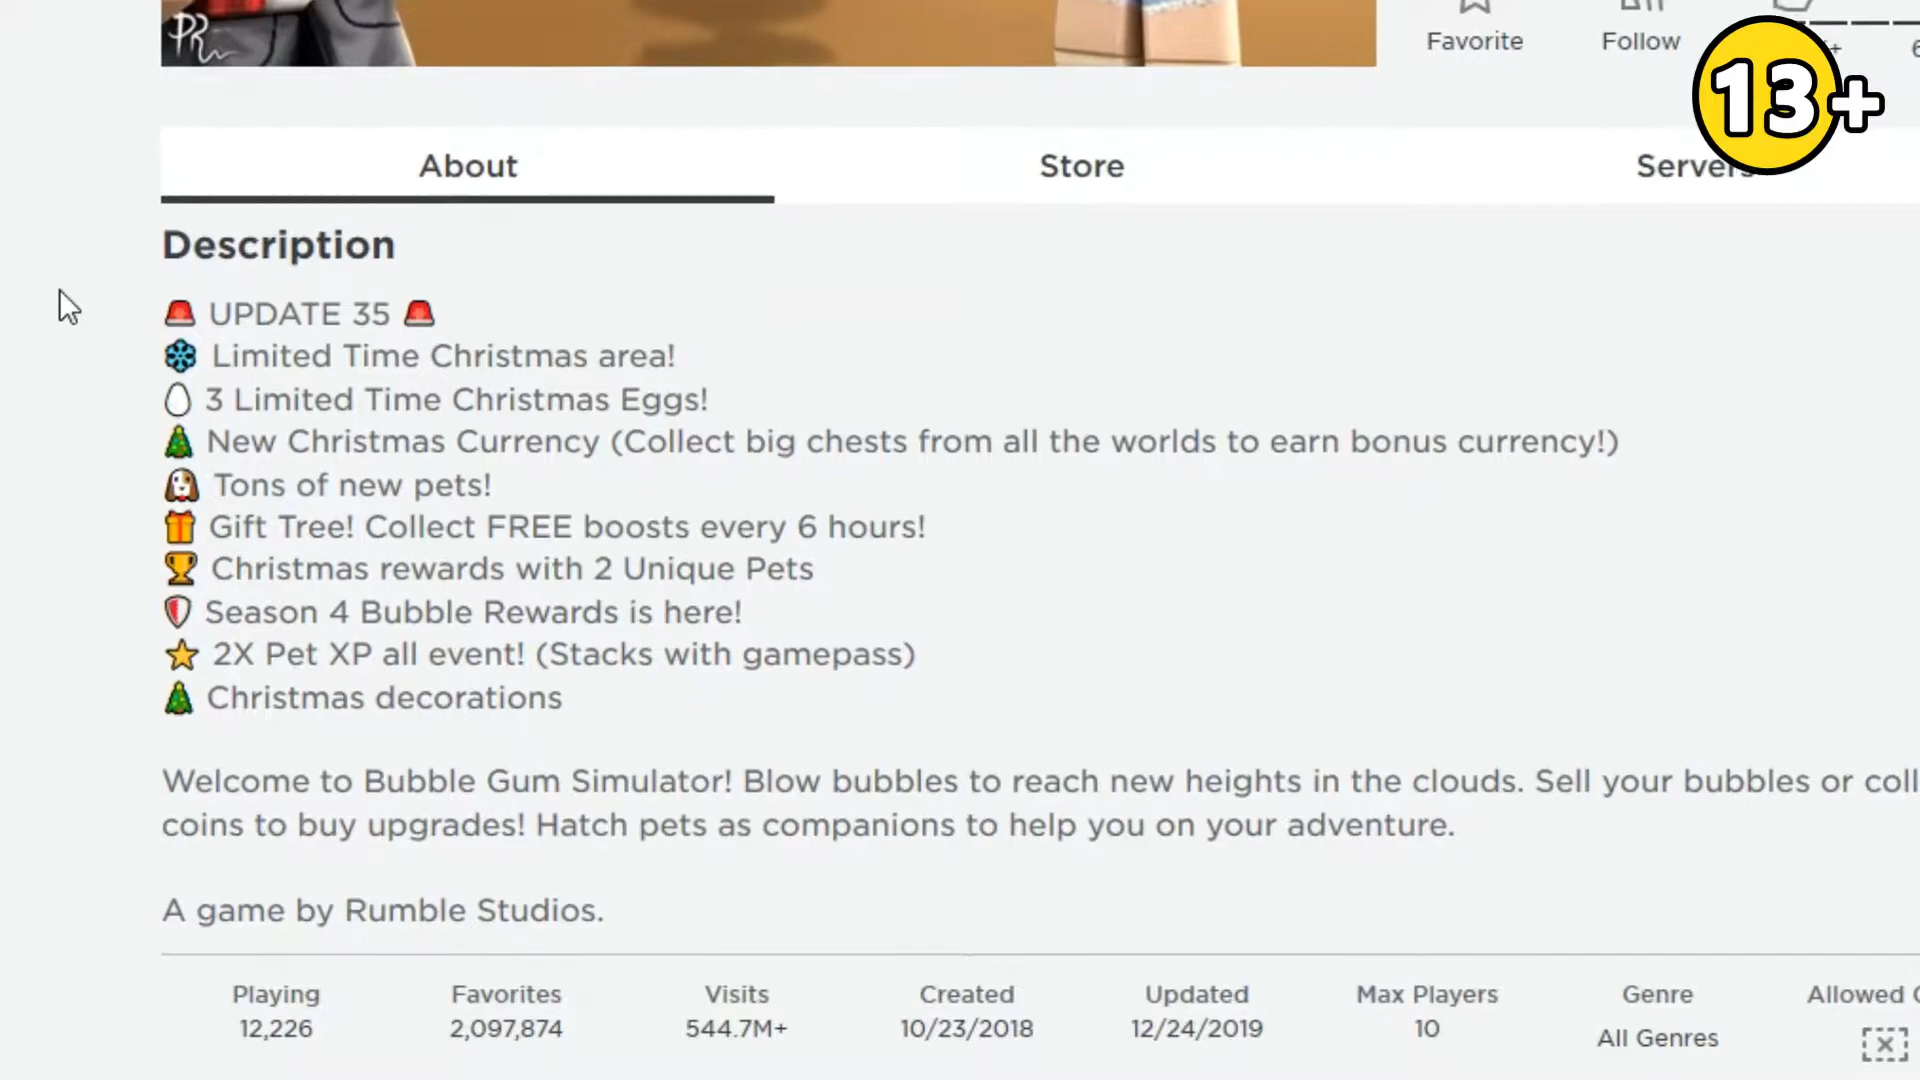 Favorite
Follow
13+
About
Store
Servers
Description
UPDATE 35
Limited Time Christmas area!
3 Limited Time Christmas Eggs!
New Christmas Currency (Collect big chests from all the worlds to earn bonus currency!)
Tons of new pets!
Gift Tree! Collect FREE boosts every 6 hours!
Christmas rewards with 2 Unique Pets
Season 4 Bubble Rewards is here!
2X Pet XP all event! (Stacks with gamepass)
Christmas decorations
Welcome to Bubble Gum Simulator! Blow bubbles to reach new heights in the clouds. Sell your bubbles or coll
coins to buy upgrades! Hatch pets as companions to help you on your adventure.
A game by Rumble Studios.
Playing Favorites Visits Created Updated Max Players Genre Allowed
12,226 2,097,874 544.7M+ 10/23/2018 12/24/2019 10 All Genres